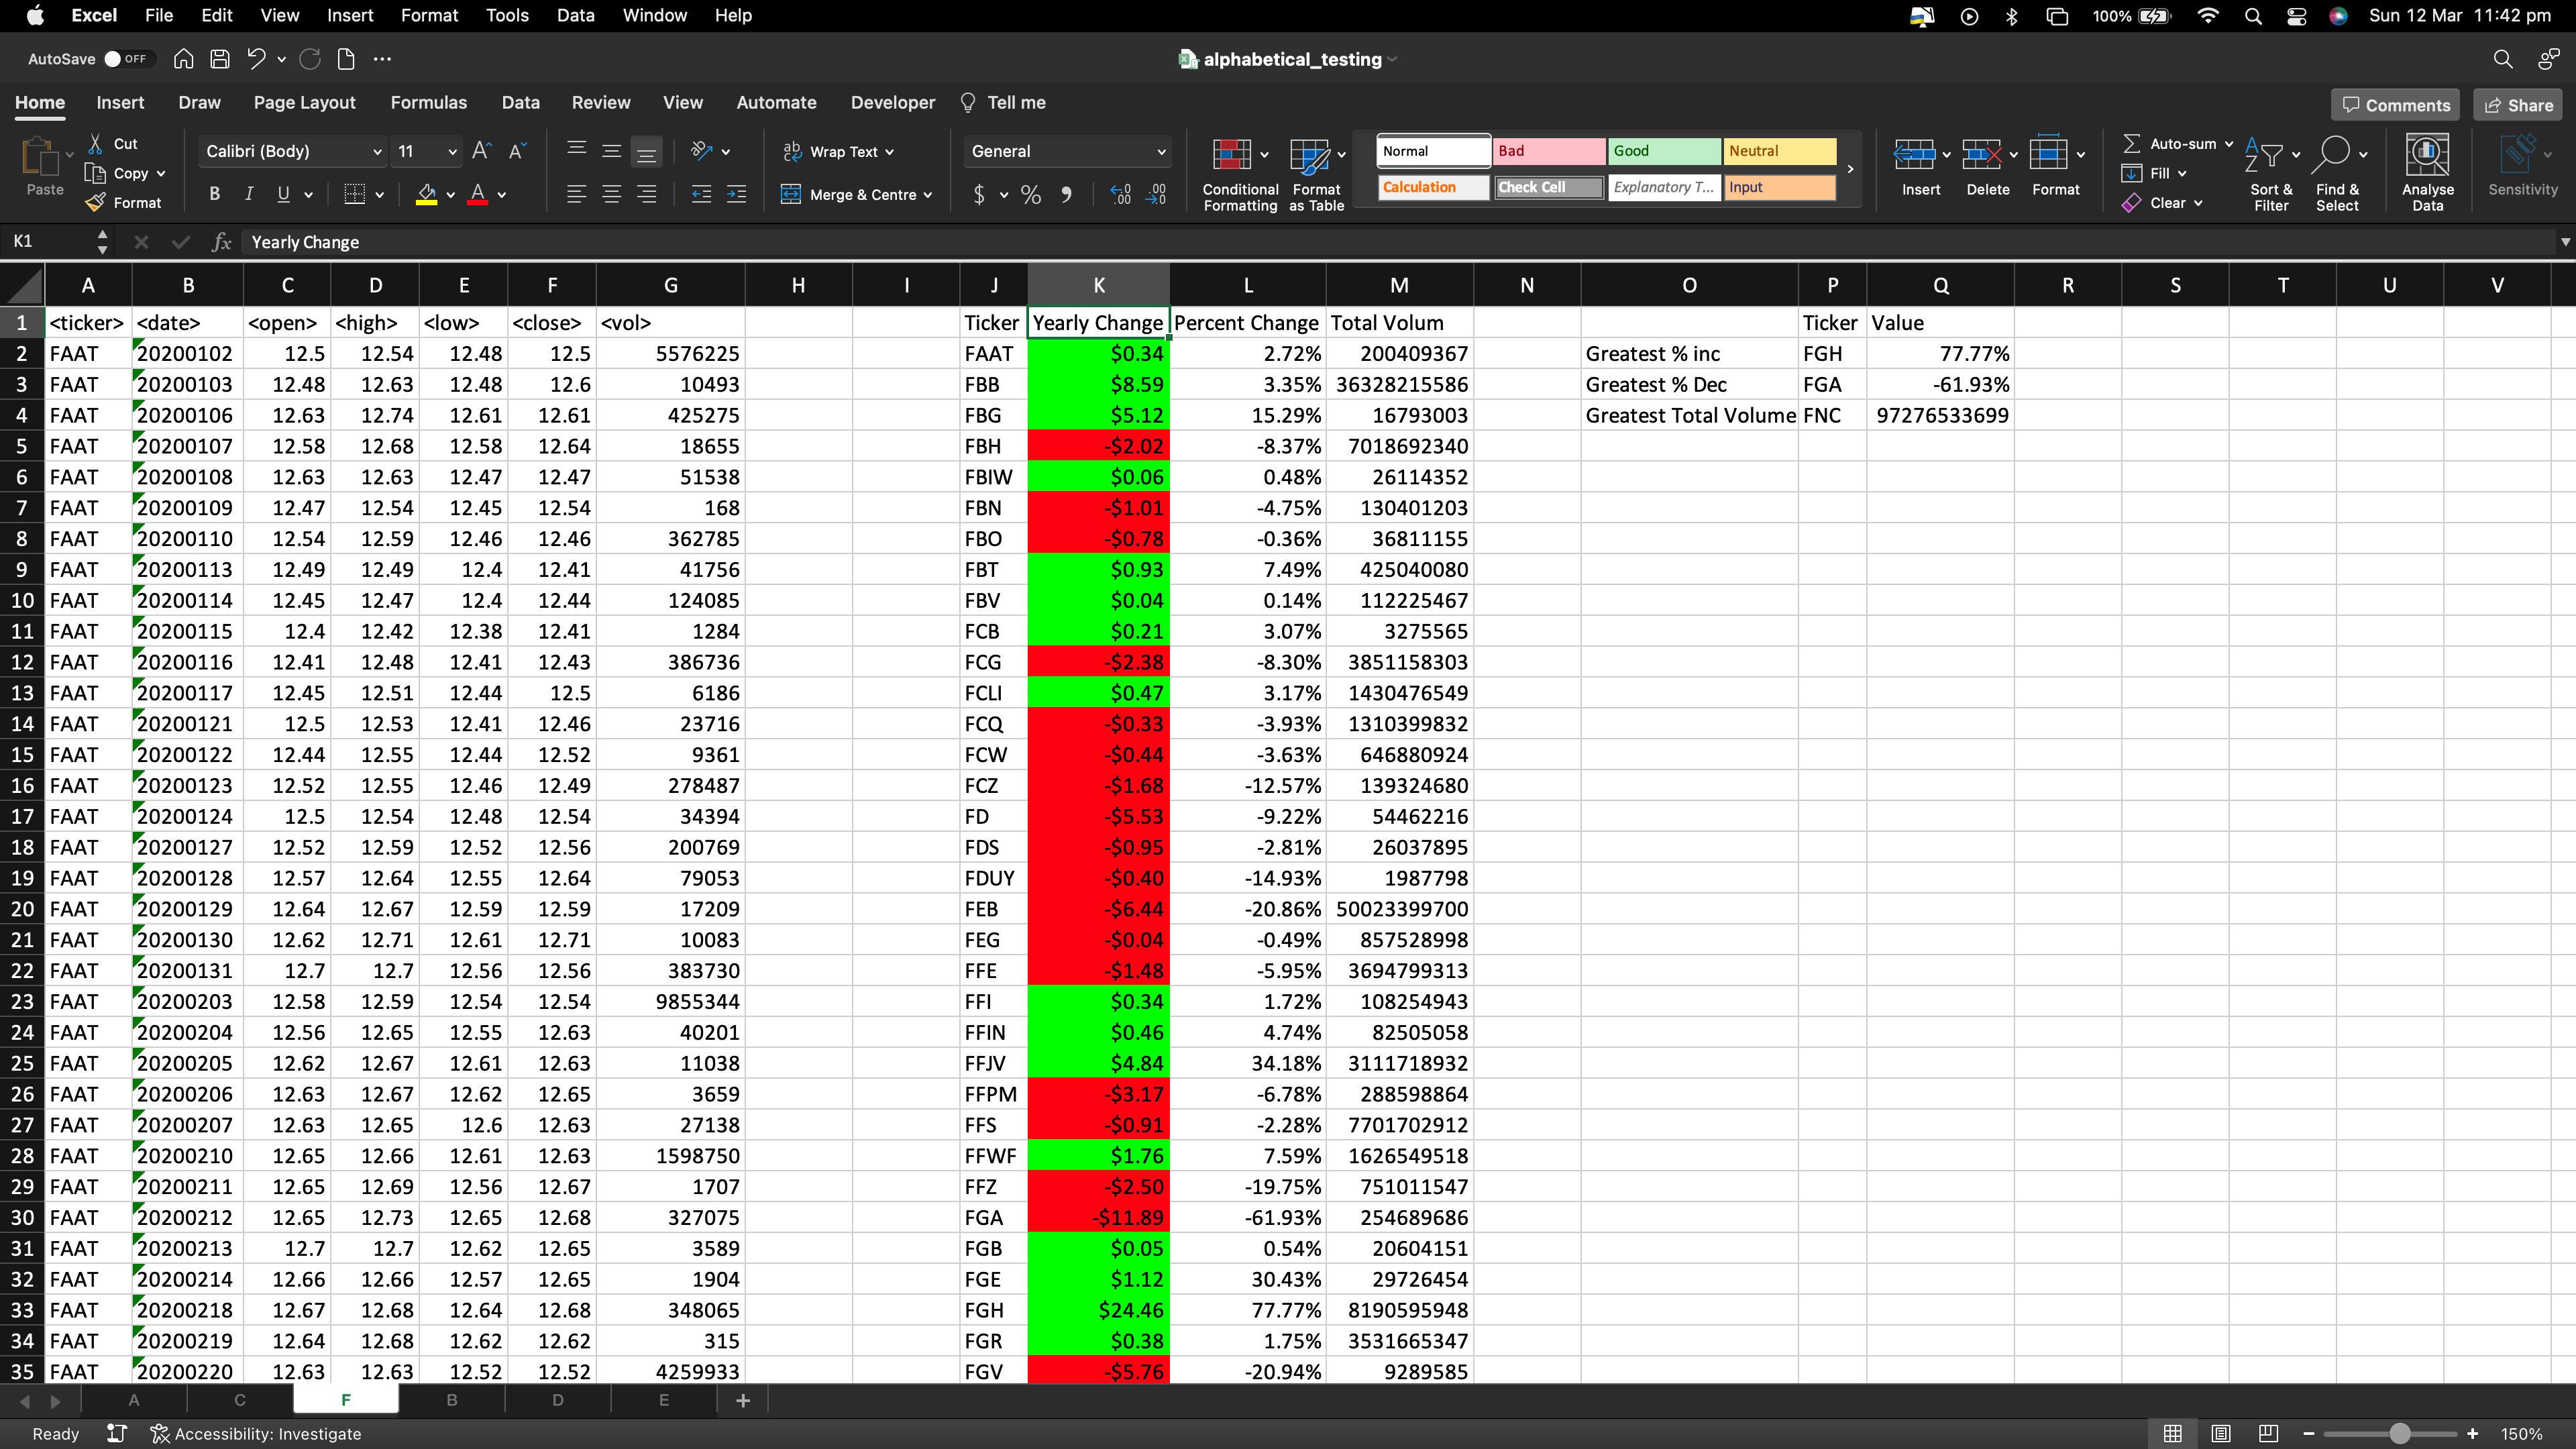 Excel File Edit View Insert Format Tools Data Window Help 100% Sun 12 Mar 11:42 pm
AutoSave OFF alphabetical_testing
Home Insert Draw Page Layout Formulas Data Review View Automate Developer Tell me Comments Share
Paste Cut Copy Format Calibri (Body) 11 A A B I U A ab Wrap Text Merge & Centre General $ % 9 Conditional Formatting Format as Table Normal Bad Good Neutral Calculation Check Cell Explanatory T... Input Insert Delete Format Auto-sum Fill Clear Sort & Filter Find & Select Analyse Data Sensitivity
K1 fx Yearly Change
A B C D E F G H I J K L M N O P Q R S T U V
1 <ticker> <date> <open> <high> <low> <close> <vol> Ticker Yearly Change Percent Change Total Volum Ticker Value
2 FAAT 20200102 12.5 12.54 12.48 12.5 5576225 FAAT $0.34 2.72% 200409367 Greatest % inc FGH 77.77%
3 FAAT 20200103 12.48 12.63 12.48 12.6 10493 FBB $8.59 3.35% 36328215586 Greatest % Dec FGA -61.93%
4 FAAT 20200106 12.63 12.74 12.61 12.61 425275 FBG $5.12 15.29% 16793003 Greatest Total Volume FNC 97276533699
5 FAAT 20200107 12.58 12.68 12.58 12.64 18655 FBH -$2.02 -8.37% 7018692340
6 FAAT 20200108 12.63 12.63 12.47 12.47 51538 FBIW $0.06 0.48% 26114352
7 FAAT 20200109 12.47 12.54 12.45 12.54 168 FBN -$1.01 -4.75% 130401203
8 FAAT 20200110 12.54 12.59 12.46 12.46 362785 FBO -$0.78 -0.36% 36811155
9 FAAT 20200113 12.49 12.49 12.4 12.41 41756 FBT $0.93 7.49% 425040080
10 FAAT 20200114 12.45 12.47 12.4 12.44 124085 FBV $0.04 0.14% 112225467
11 FAAT 20200115 12.4 12.42 12.38 12.41 1284 FCB $0.21 3.07% 3275565
12 FAAT 20200116 12.41 12.48 12.41 12.43 386736 FCG -$2.38 -8.30% 3851158303
13 FAAT 20200117 12.45 12.51 12.44 12.5 6186 FCLI $0.47 3.17% 1430476549
14 FAAT 20200121 12.5 12.53 12.41 12.46 23716 FCQ -$0.33 -3.93% 1310399832
15 FAAT 20200122 12.44 12.55 12.44 12.52 9361 FCW -$0.44 -3.63% 646880924
16 FAAT 20200123 12.52 12.55 12.46 12.49 278487 FCZ -$1.68 -12.57% 139324680
17 FAAT 20200124 12.5 12.54 12.48 12.54 34394 FD -$5.53 -9.22% 54462216
18 FAAT 20200127 12.52 12.59 12.52 12.56 200769 FDS -$0.95 -2.81% 26037895
19 FAAT 20200128 12.57 12.64 12.55 12.64 79053 FDUY -$0.40 -14.93% 1987798
20 FAAT 20200129 12.64 12.67 12.59 12.59 17209 FEB -$6.44 -20.86% 50023399700
21 FAAT 20200130 12.62 12.71 12.61 12.71 10083 FEG -$0.04 -0.49% 857528998
22 FAAT 20200131 12.7 12.7 12.56 12.56 383730 FFE -$1.48 -5.95% 3694799313
23 FAAT 20200203 12.58 12.59 12.54 12.54 9855344 FFI $0.34 1.72% 108254943
24 FAAT 20200204 12.56 12.65 12.55 12.63 40201 FFIN $0.46 4.74% 82505058
25 FAAT 20200205 12.62 12.67 12.61 12.63 11038 FFJV $4.84 34.18% 3111718932
26 FAAT 20200206 12.63 12.67 12.62 12.65 3659 FFPM -$3.17 -6.78% 288598864
27 FAAT 20200207 12.63 12.65 12.6 12.63 27138 FFS -$0.91 -2.28% 7701702912
28 FAAT 20200210 12.65 12.66 12.61 12.63 1598750 FFWF $1.76 7.59% 1626549518
29 FAAT 20200211 12.65 12.69 12.56 12.67 1707 FFZ -$2.50 -19.75% 751011547
30 FAAT 20200212 12.65 12.73 12.65 12.68 327075 FGA -$11.89 -61.93% 254689686
31 FAAT 20200213 12.7 12.7 12.62 12.65 3589 FGB $0.05 0.54% 20604151
32 FAAT 20200214 12.66 12.66 12.57 12.65 1904 FGE $1.12 30.43% 29726454
33 FAAT 20200218 12.67 12.68 12.64 12.68 348065 FGH $24.46 77.77% 8190595948
34 FAAT 20200219 12.64 12.68 12.62 12.62 315 FGR $0.38 1.75% 3531665347
35 FAAT 20200220 12.63 12.63 12.52 12.52 4259933 FGV -$5.76 -20.94% 9289585
A C F B D E +
Ready Accessibility: Investigate 150%